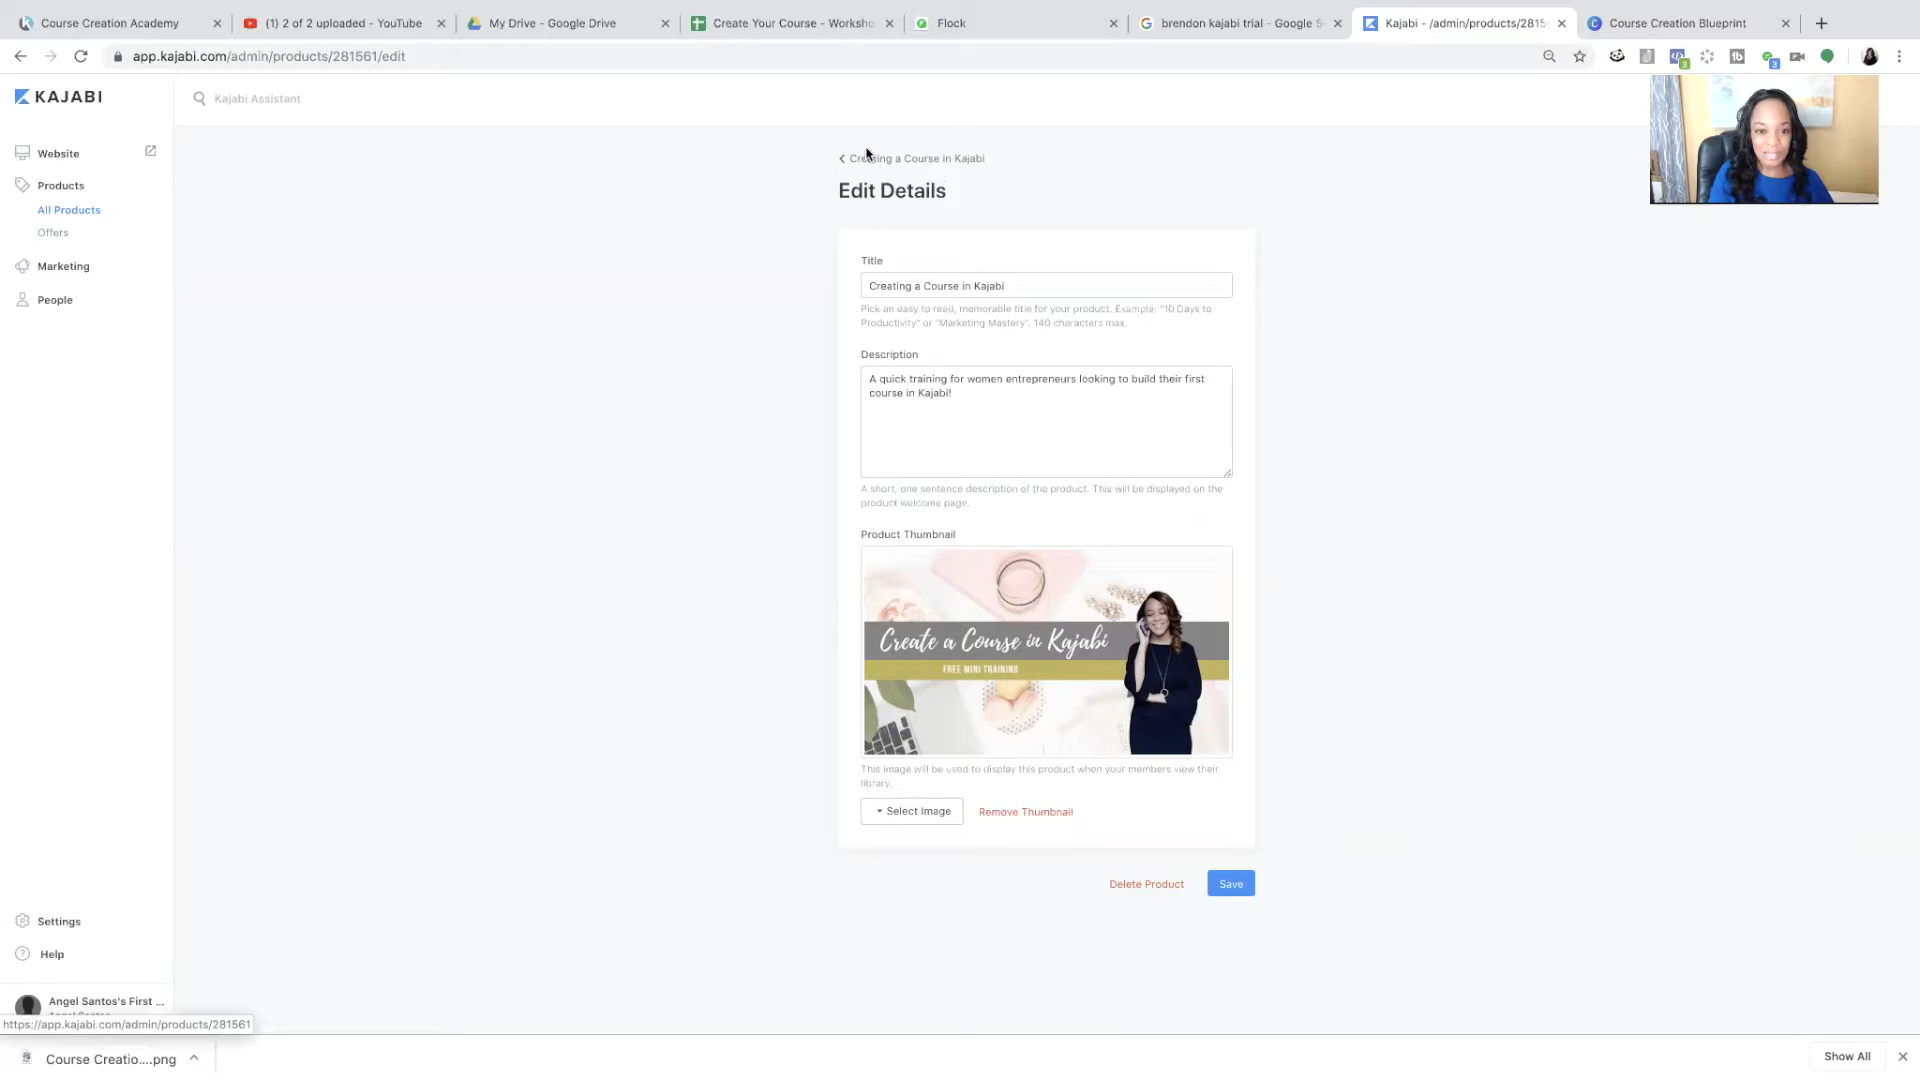 Course Creation Academy
(1) 2 of 2 uploaded - YouTube
My Drive - Google Drive
Create Your Course - Worksho
Flock
brendon kajabi trial - Google S
Kajabi - /admin/products/2815
Course Creation Blueprint
app.kajabi.com/admin/products/281561/edit
KAJABI
Kajabi Assistant
Website
Products
All Products
Offers
Marketing
People
Creating a Course in Kajabi
Edit Details
Title
Creating a Course in Kajabi
Pick an easy to read, memorable title for your product. Example: "10 Days to
Productivity" or "Marketing Mastery". 140 characters max.
Description
A quick training for women entrepreneurs looking to build their first
course in Kajabi!
A short, one sentence description of the product. This will be displayed on the
product welcome page.
Product Thumbnail
Create a Course in Kajabi
FREE MINI TRAINING
This image will be used to display this product when your members view their
library.
Select Image
Remove Thumbnail
Delete Product
Save
Settings
Help
Angel Santos's First ...
https://app.kajabi.com/admin/products/281561
Course Creatio....png
Show All